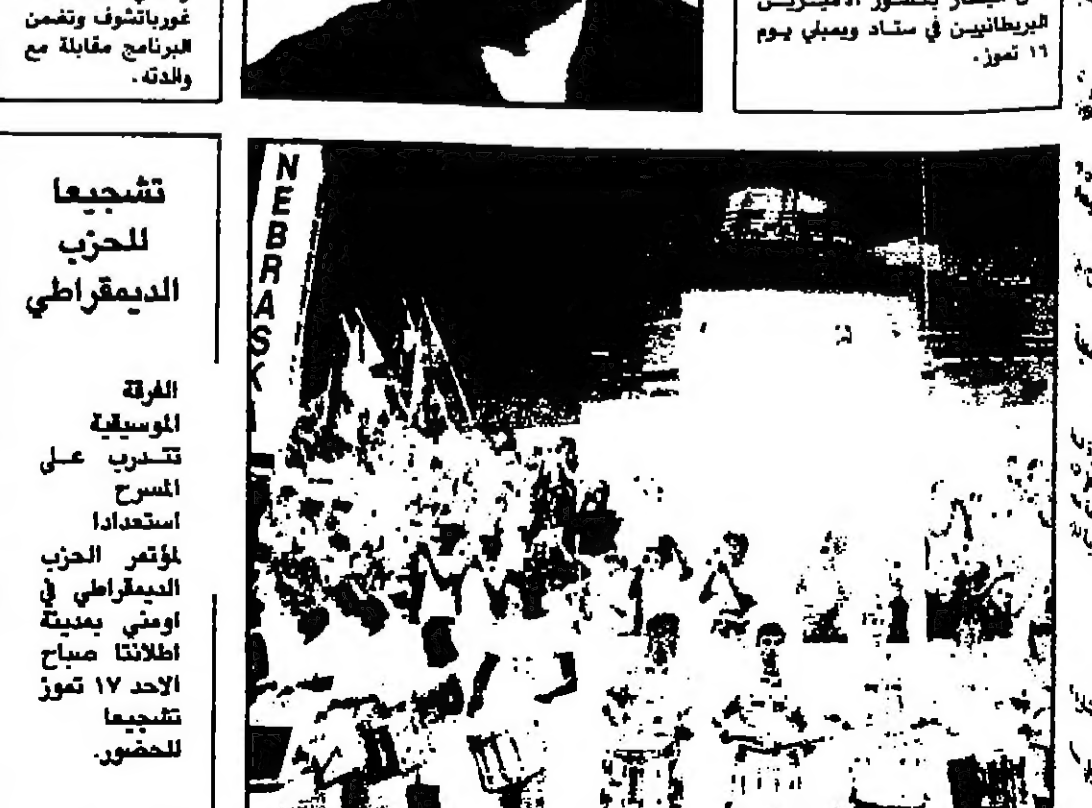 البريطانيين في ستاد ويمبلي يوم
١٦ تموز.
غورباتشوف وتضمن
البرنامج مقابلة مع
والدته.
NEBRASK
تشجيعا
للحزب
الديمقراطي
الفرقة
الموسيقية
تتدرب على
المسرح
استعدادا
لمؤتمر الحزب
الديمقراطي في
اومني بمدينة
اطلانتا صباح
الاحد ١٧ تموز
تشجيعا
للحضور.